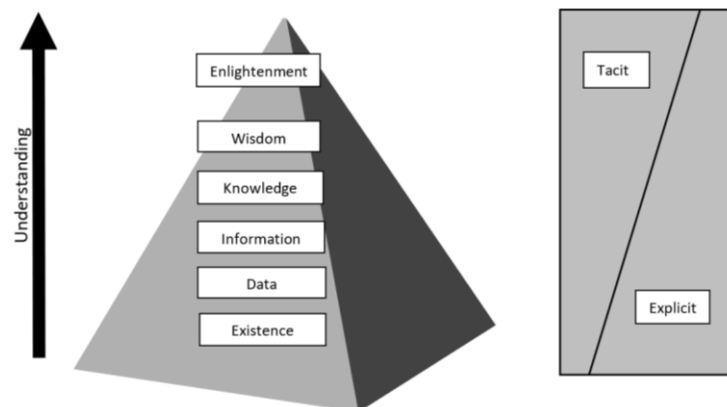 Understanding
Enlightenment
Wisdom
Knowledge
Information
Data
Existence
Tacit
Explicit